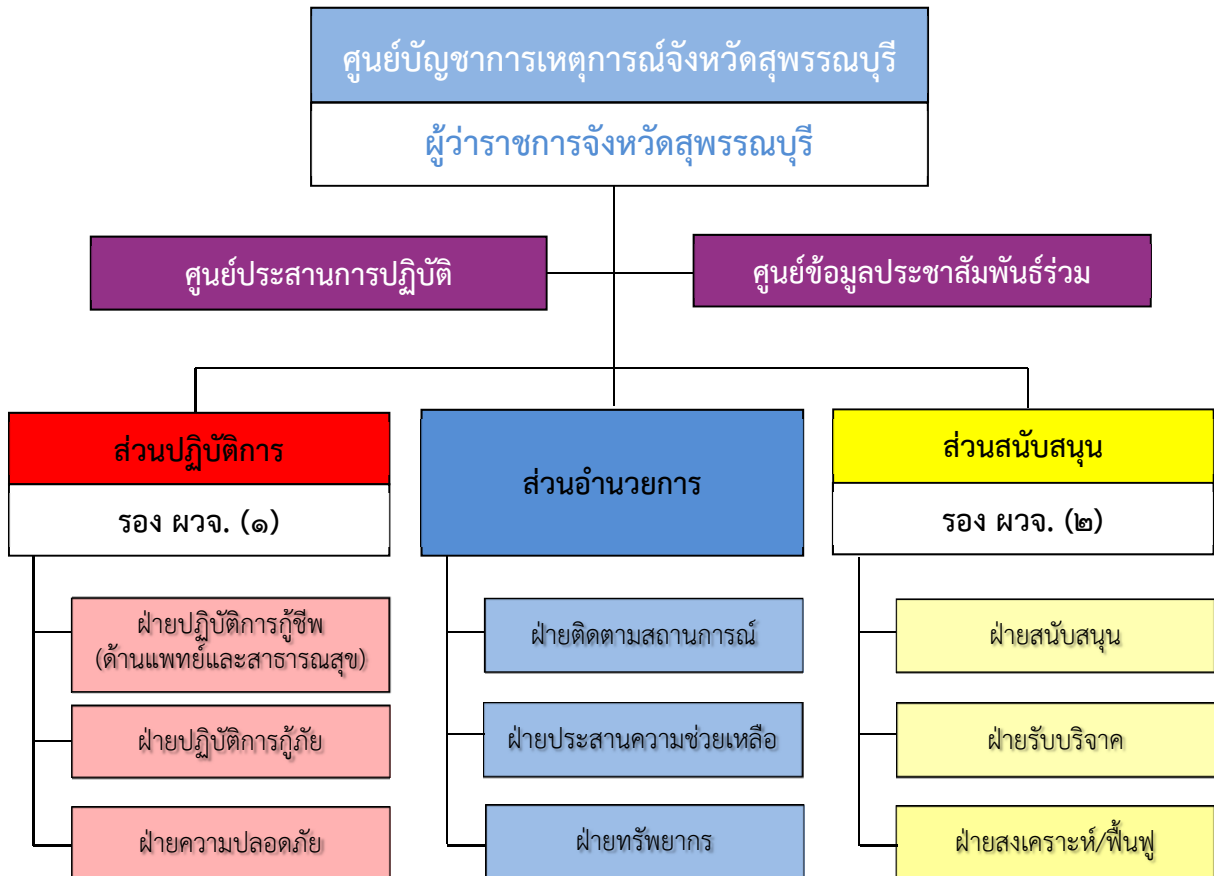 ศูนย์บัญชาการเหตุการณ์จังหวัดสุพรรณบุรี
ผู้ว่าราชการจังหวัดสุพรรณบุรี
ศูนย์ประสานการปฏิบัติ
ศูนย์ข้อมูลประชาสัมพันธ์ร่วม
ส่วนปฏิบัติการ
รอง ผวจ. (๑)
ฝ่ายปฏิบัติการกู้ชีพ
(ด้านแพทย์และสาธารณสุข)
ฝ่ายปฏิบัติการกู้ภัย
ฝ่ายความปลอดภัย
ส่วนอำนวยการ
ฝ่ายติดตามสถานการณ์
ฝ่ายประสานความช่วยเหลือ
ฝ่ายทรัพยากร
ส่วนสนับสนุน
รอง ผวจ. (๒)
ฝ่ายสนับสนุน
ฝ่ายรับบริจาค
ฝ่ายสงเคราะห์/ฟื้นฟู